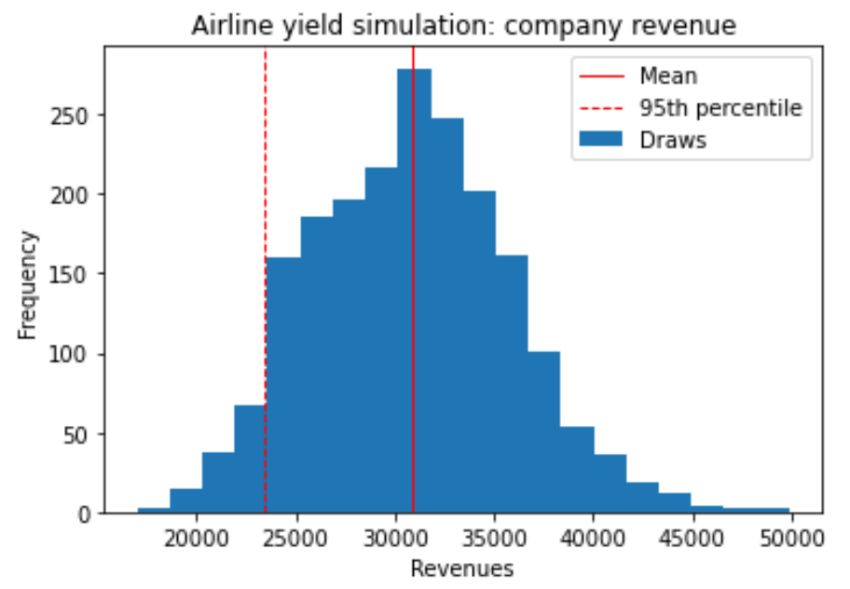 Airline yield simulation: company revenue
Mean
95th percentile
Draws
250
200
150
100
50
0
Frequency
20000 25000 30000 35000 40000 45000 50000
Revenues